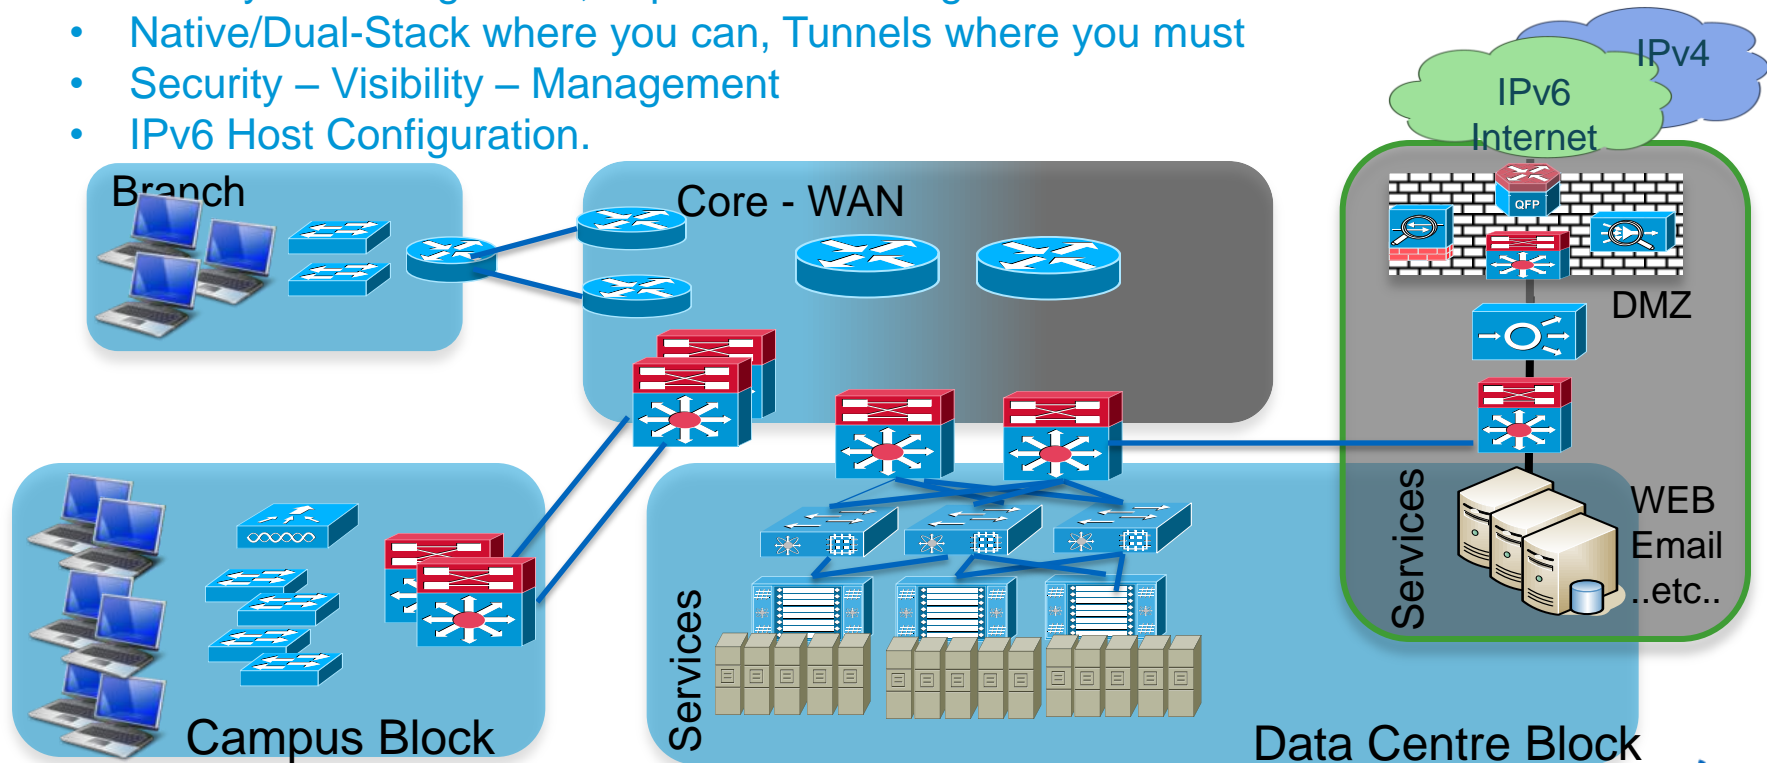 • Native/Dual-Stack where you can, Tunnels where you must
• Security – Visibility – Management
• IPv6 Host Configuration.
IPv4
IPv6
Internet
Branch
Core - WAN
QFP
DMZ
Services
WEB
Email
..etc..
Services
Campus Block
Data Centre Block